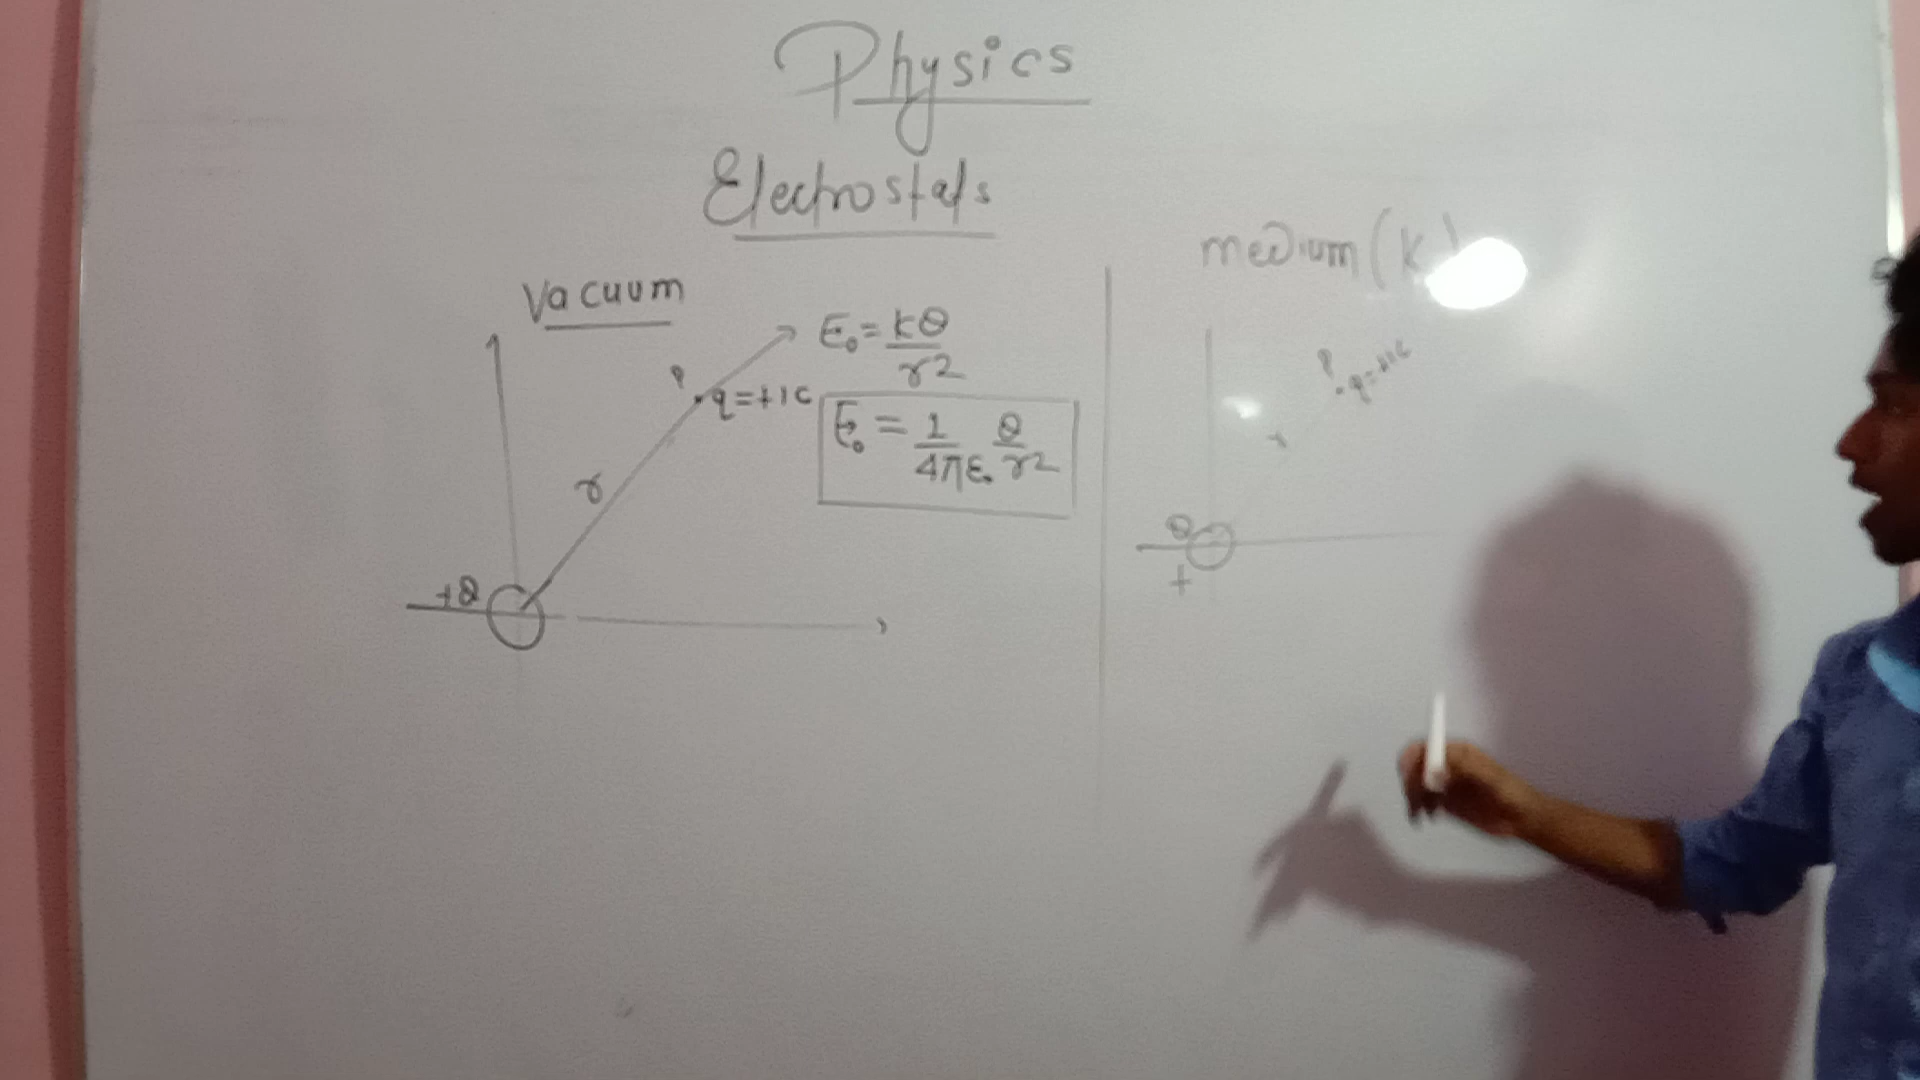 Physics
Electrostats
Vacuum
E₀ = kQ/r2
P
q=+1c
E₀ = 1/4πε₀ Q/r2
r
+Q
medium (K)
P
q=+1c
Q
+